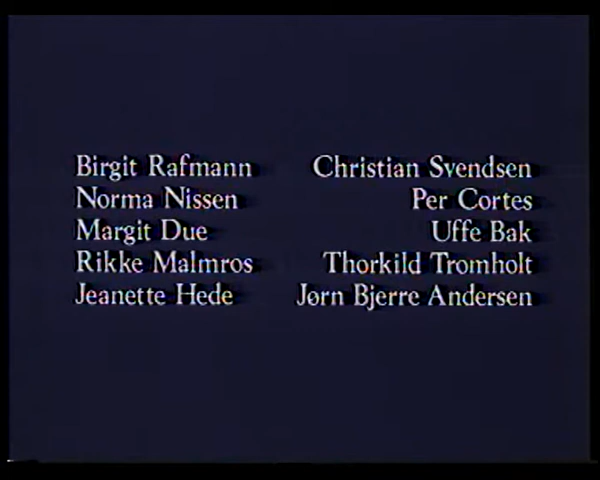 Birgit Rafmann
Norma Nissen
Margit Due
Rikke Malmros
Jeanette Hede
Christian Svendsen
Per Cortes
Uffe Bak
Thorkild Tromholt
Jørn Bjerre Andersen